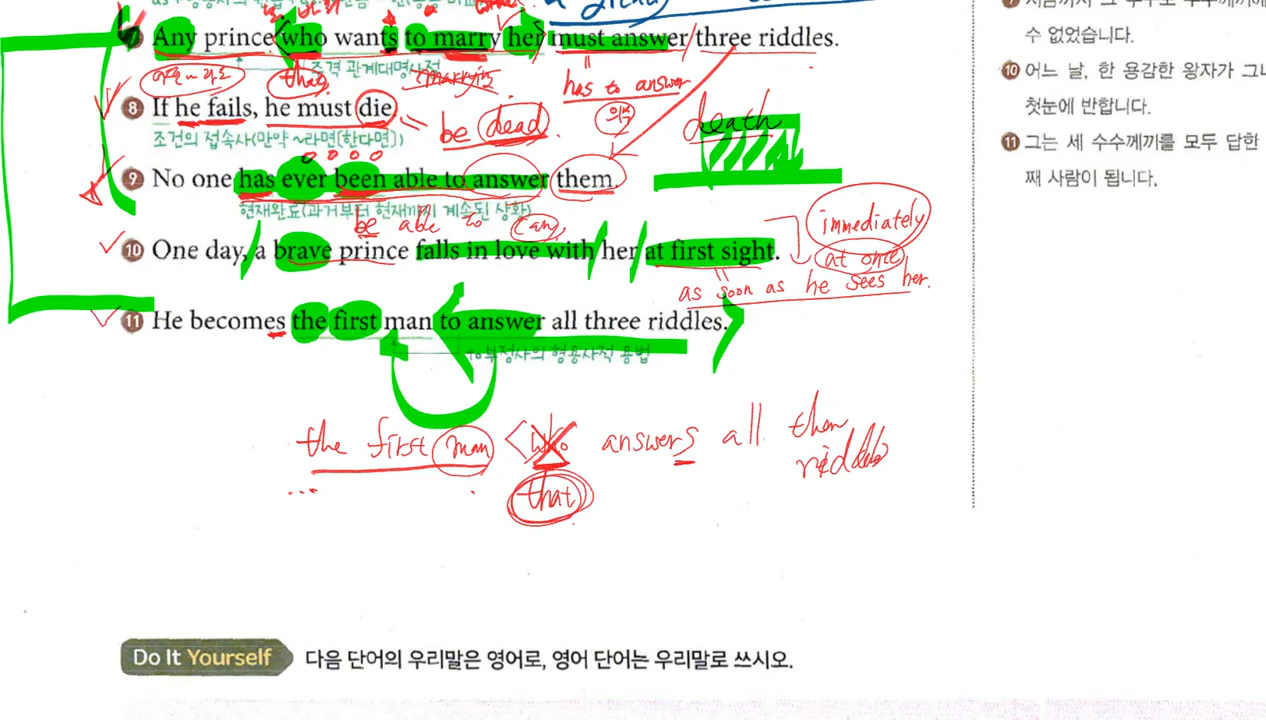 Any prince who wants to marry her must answer three riddles.
주격 관계대명사절
that
has to answer
의무
death
⑧ If he fails, he must die
be dead.
조건의 접속사(만약 ~라면[한다면])
⑨ No one has ever been able to answer them.
현재완료(과거부터 현재까지 계속된 상황)
be able to can
immediately
⑩ One day, a brave prince falls in love with her at first sight.
at once
as soon as he sees her.
⑪ He becomes the first man to answer all three riddles.
to부정사의 형용사적 용법
the first man < who answers all
that
수 없었습니다.
⑩ 어느 날, 한 용감한 왕자가 그녀
첫눈에 반합니다.
⑪ 그는 세 수수께끼를 모두 답한
째 사람이 됩니다.
Do It Yourself 다음 단어의 우리말은 영어로, 영어 단어는 우리말로 쓰시오.